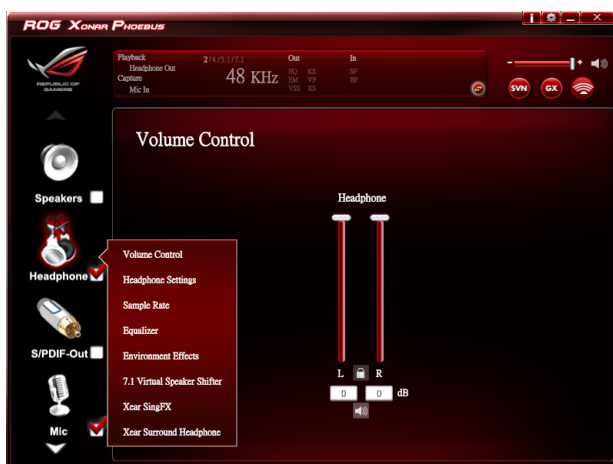 ROG XONAR PHOEBUS
REPUBLIC OF
GAMERS
Playback
Headphone Out
Capture
Mic In
2/4/5.1/7.1
48 KHz
Out
EQ ES
EM VP
VSS XS
In
SP
BF
- +
SVN
GX
Volume Control
Speakers
Headphone
S/PDIF-Out
Mic
Volume Control
Headphone Settings
Sample Rate
Equalizer
Environment Effects
7.1 Virtual Speaker Shifter
Xear SingFX
Xear Surround Headphone
Headphone
L R
0 0 dB